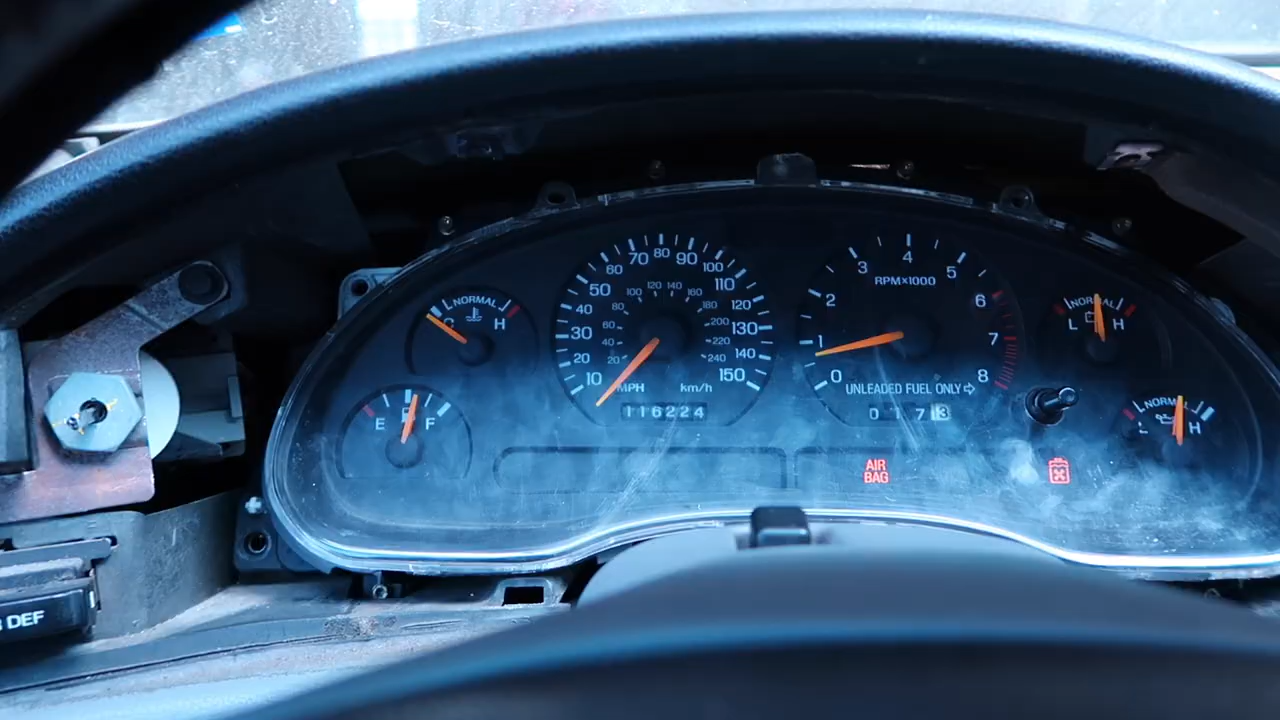 NORMAL
C H
E F
10 20 30 40 50 60 70 80 90 100 110 120 130 140 150
20 40 60 80 100 120 140 160 180 200 220 240
MPH km/h
116224
0 1 2 3 4 5 6 7 8
RPM×1000
UNLEADED FUEL ONLY
NORMAL
L H
NORMAL
L H
AIR
BAG
DEF